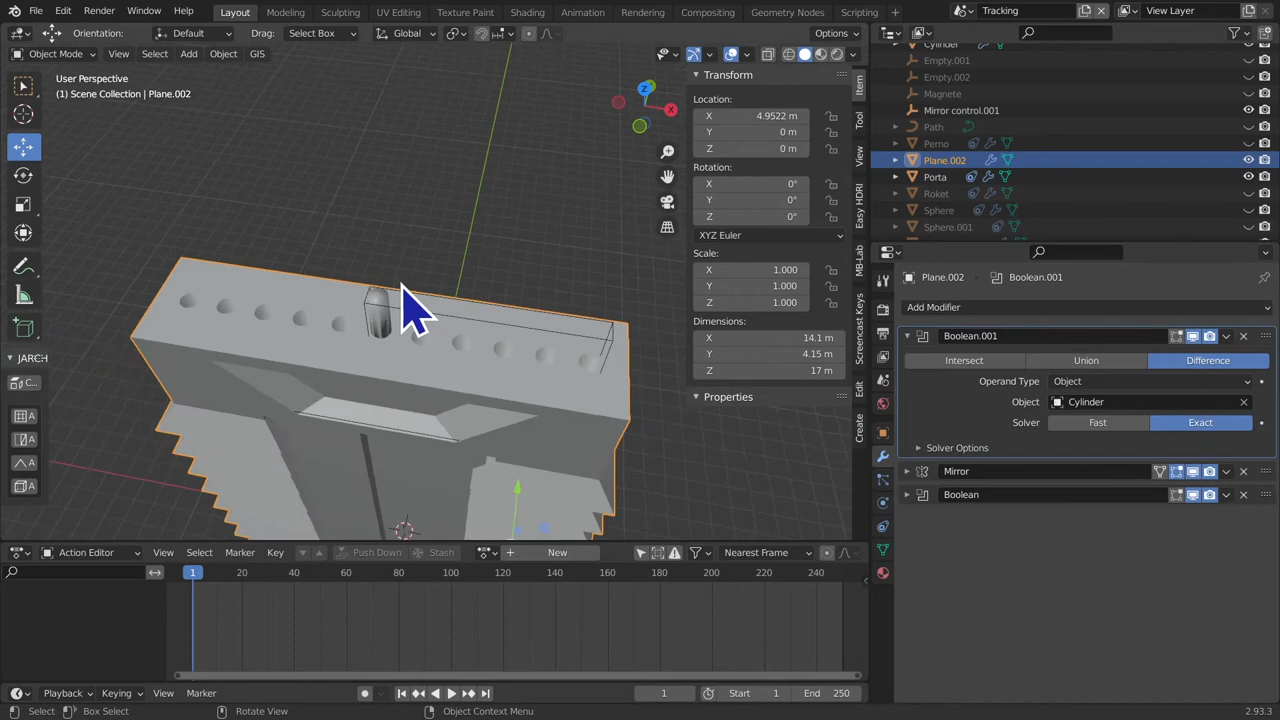 File Edit Render Window Help Layout Modeling Sculpting UV Editing Texture Paint Shading Animation Rendering Compositing Geometry Nodes Scripting Tracking View Layer
Orientation: Default Drag: Select Box Global Options
Object Mode View Select Add Object GIS
User Perspective
(1) Scene Collection | Plane.002
Z
X
Transform
Location:
X 4.9522 m
Y 0 m
Z 0 m
Rotation:
X 0°
Y 0°
Z 0°
XYZ Euler
Scale:
X 1.000
Y 1.000
Z 1.000
Dimensions:
X 14.1 m
Y 4.15 m
Z 17 m
Properties
Item
Tool
View
Easy HDRI
MB-Lab
Screencast Keys
Edit
Create
JARCH
C...
A
A
A
A
Cylinder
Empty.001
Empty.002
Magnete
Mirror control.001
Path
Perno
Plane.002
Porta
Roket
Sphere
Sphere.001
Plane.002 Boolean.001
Add Modifier
Boolean.001
Intersect Union Difference
Operand Type Object
Object Cylinder
Solver Fast Exact
Solver Options
Mirror
Boolean
Action Editor View Select Marker Key Push Down Stash New Nearest Frame
1 20 40 60 80 100 120 140 160 180 200 220 240
Playback Keying View Marker 1 Start 1 End 250
Select Box Select Rotate View Object Context Menu 2.93.3